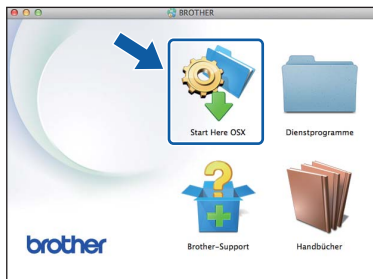 BROTHER
Start Here OSX
Dienstprogramme
Brother-Support
Handbücher
brother